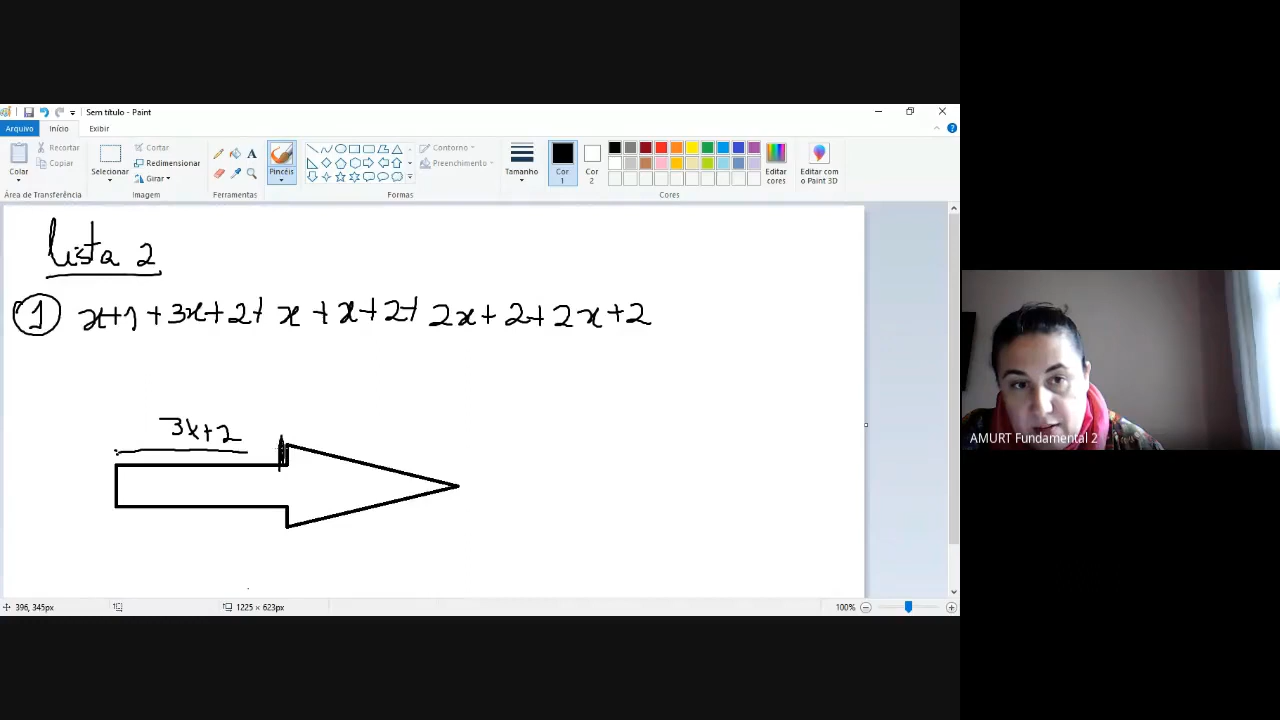 Sem título - Paint
Arquivo Início Exibir
Colar
Recortar
Copiar
Área de Transferência
Selecionar
Cortar
Redimensionar
Girar
Imagem
Ferramentas
Pincéis
Contorno
Preenchimento
Formas
Tamanho
Cor 1
Cor 2
Editar cores
Cores
Editar com o Paint 3D
Lista 2
1 x+1+3x+2+x+x+2+2x+2+2x+2
3x+2
AMURT Fundamental 2
396, 345px
1225 × 623px
100%